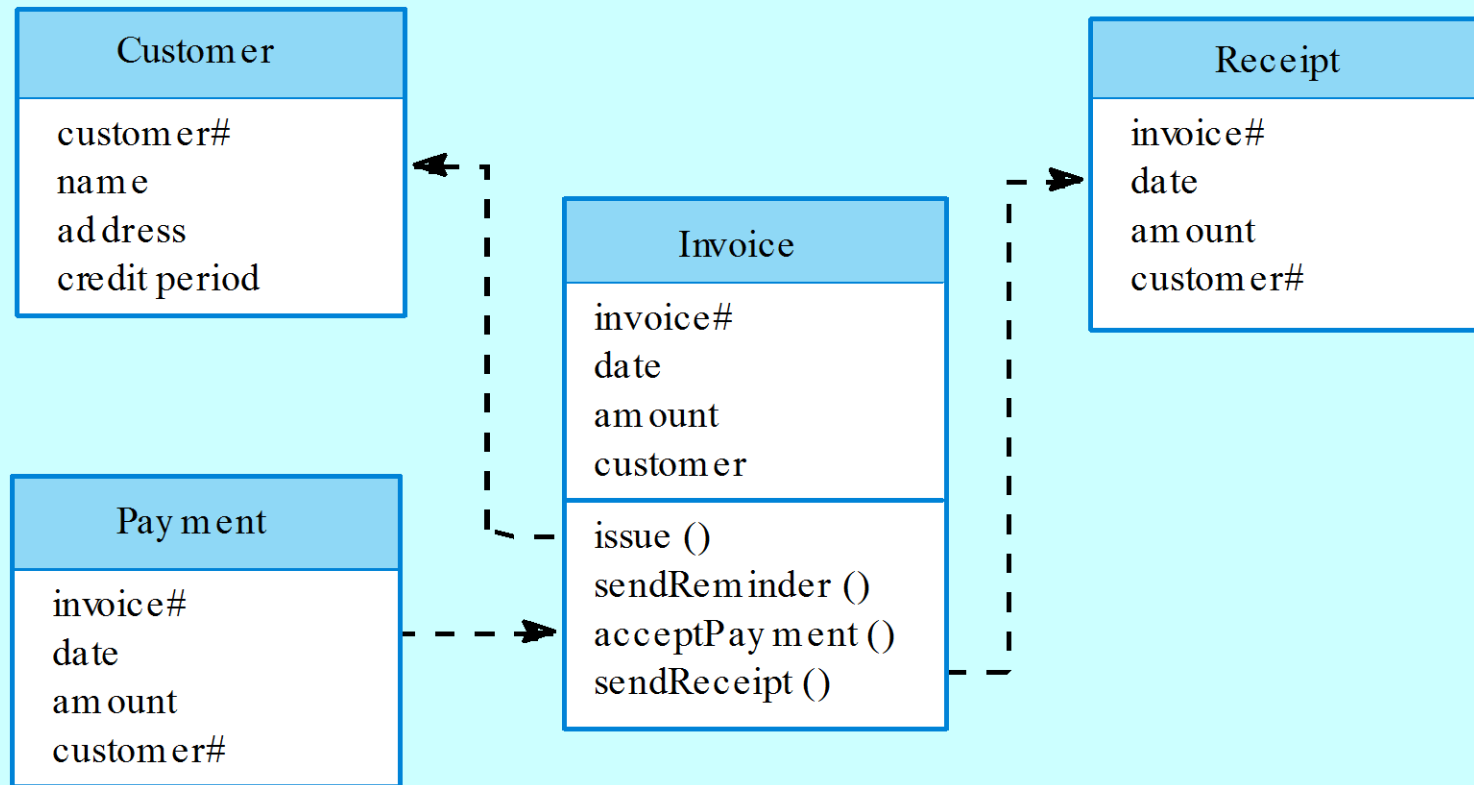 Customer
customer#
name
address
credit period
Receipt
invoice#
date
amount
customer#
Invoice
invoice#
date
amount
customer
issue ()
sendReminder ()
acceptPayment ()
sendReceipt ()
Payment
invoice#
date
amount
customer#